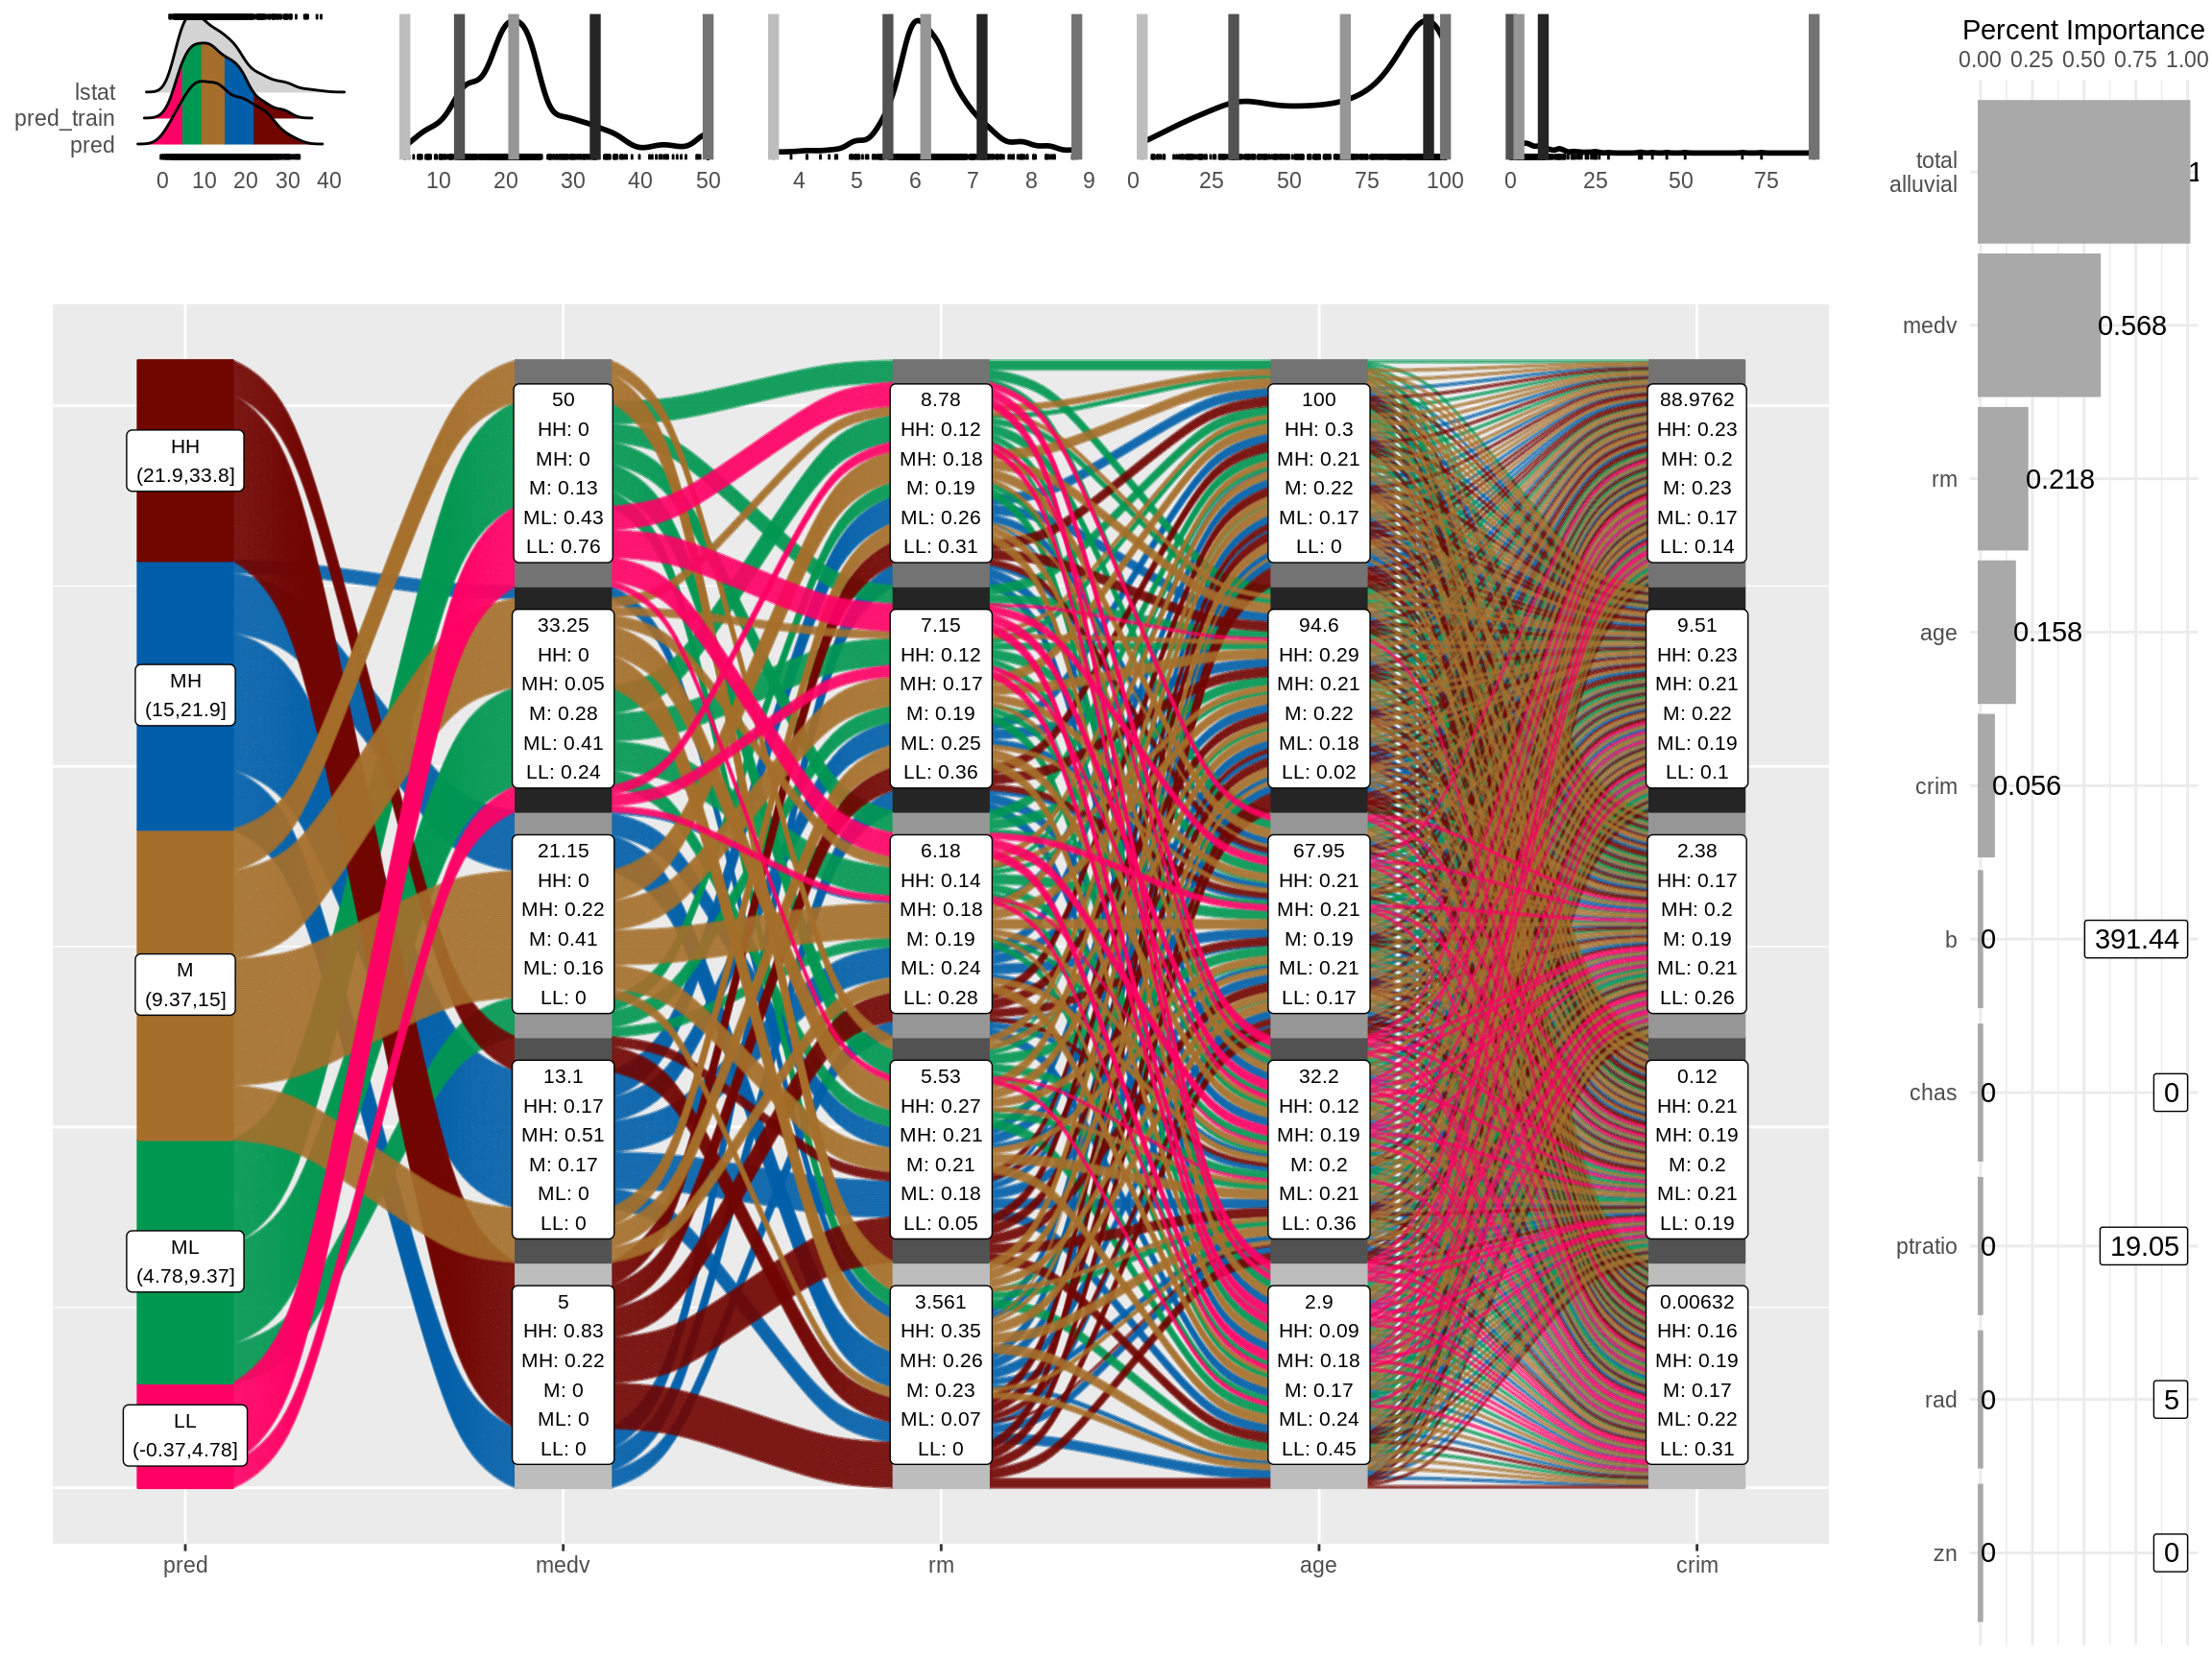 lstat
pred_train
pred
0 10 20 30 40
10 20 30 40 50
4 5 6 7 8 9
0 25 50 75 100
0 25 50 75
Percent Importance
0.00 0.25 0.50 0.75 1.00
HH
(21.9,33.8]
MH
(15,21.9]
M
(9.37,15]
ML
(4.78,9.37]
LL
(-0.37,4.78]
50
HH: 0
MH: 0
M: 0.13
ML: 0.43
LL: 0.76
33.25
HH: 0
MH: 0.05
M: 0.28
ML: 0.41
LL: 0.24
21.15
HH: 0
MH: 0.22
M: 0.41
ML: 0.16
LL: 0
13.1
HH: 0.17
MH: 0.51
M: 0.17
ML: 0
LL: 0
5
HH: 0.83
MH: 0.22
M: 0
ML: 0
LL: 0
8.78
HH: 0.12
MH: 0.18
M: 0.19
ML: 0.26
LL: 0.31
7.15
HH: 0.12
MH: 0.17
M: 0.19
ML: 0.25
LL: 0.36
6.18
HH: 0.14
MH: 0.18
M: 0.19
ML: 0.24
LL: 0.28
5.53
HH: 0.27
MH: 0.21
M: 0.21
ML: 0.18
LL: 0.05
3.561
HH: 0.35
MH: 0.26
M: 0.23
ML: 0.07
LL: 0
100
HH: 0.3
MH: 0.21
M: 0.22
ML: 0.17
LL: 0
94.6
HH: 0.29
MH: 0.21
M: 0.22
ML: 0.18
LL: 0.02
67.95
HH: 0.21
MH: 0.21
M: 0.19
ML: 0.21
LL: 0.17
32.2
HH: 0.12
MH: 0.19
M: 0.2
ML: 0.21
LL: 0.36
2.9
HH: 0.09
MH: 0.18
M: 0.17
ML: 0.24
LL: 0.45
88.9762
HH: 0.23
MH: 0.2
M: 0.23
ML: 0.17
LL: 0.14
9.51
HH: 0.23
MH: 0.21
M: 0.22
ML: 0.19
LL: 0.1
2.38
HH: 0.17
MH: 0.2
M: 0.19
ML: 0.21
LL: 0.26
0.12
HH: 0.21
MH: 0.19
M: 0.2
ML: 0.21
LL: 0.19
0.00632
HH: 0.16
MH: 0.19
M: 0.17
ML: 0.22
LL: 0.31
pred medv rm age crim
total
alluvial 1
medv 0.568
rm 0.218
age 0.158
crim 0.056
b 0 391.44
chas 0 0
ptratio 0 19.05
rad 0 5
zn 0 0